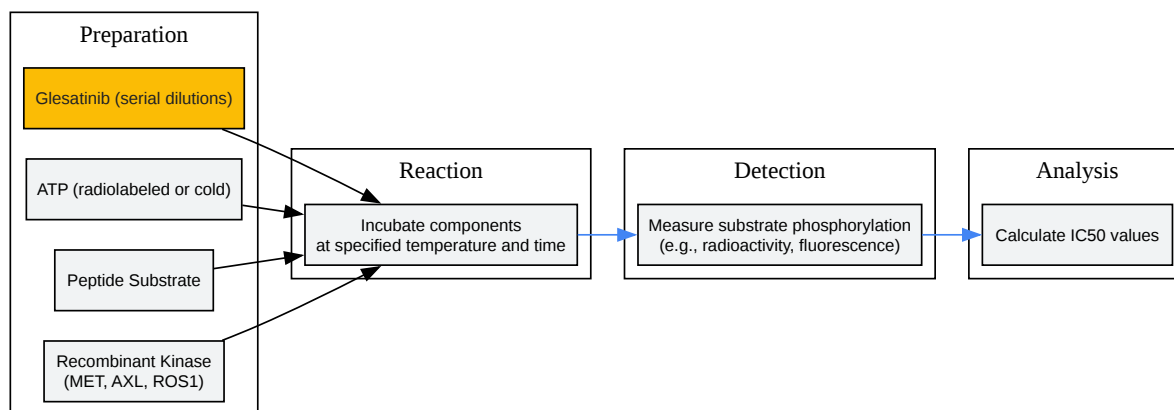 Preparation
Glesatinib (serial dilutions)
ATP (radiolabeled or cold)
Peptide Substrate
Recombinant Kinase
(MET, AXL, ROS1)
Reaction
Incubate components
at specified temperature and time
Detection
Measure substrate phosphorylation
(e.g., radioactivity, fluorescence)
Analysis
Calculate IC50 values